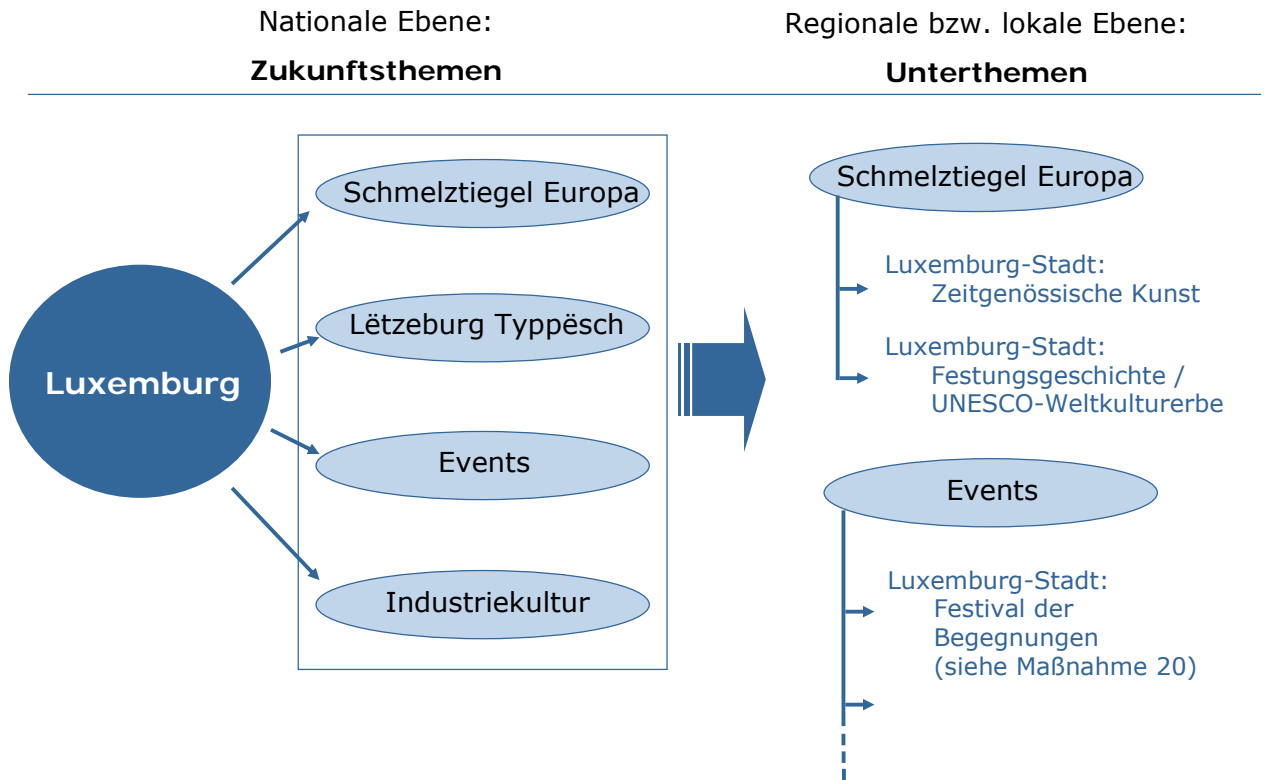 Nationale Ebene:
Zukunftsthemen
Regionale bzw. lokale Ebene:
Unterthemen
Luxemburg
Schmelztiegel Europa
Lëtzeburg Typpësch
Events
Industriekultur
Schmelztiegel Europa
Luxemburg-Stadt:
Zeitgenössische Kunst
Luxemburg-Stadt:
Festungsgeschichte /
UNESCO-Weltkulturerbe
Events
Luxemburg-Stadt:
Festival der
Begegnungen
(siehe Maßnahme 20)